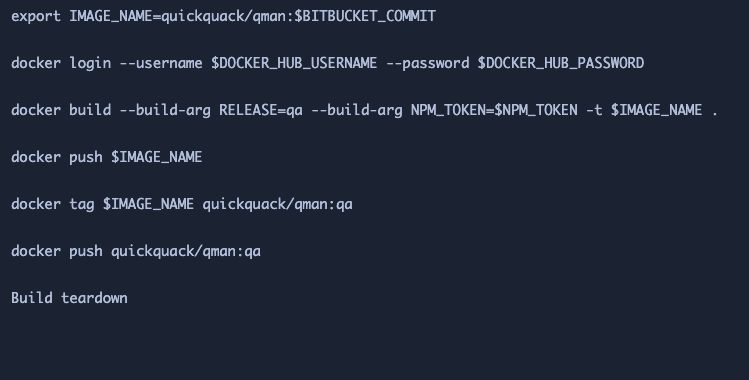 export IMAGE_NAME=quickquack/qman:$BITBUCKET_COMMIT
docker login --username $DOCKER_HUB_USERNAME --password $DOCKER_HUB_PASSWORD
docker build --build-arg RELEASE=qa --build-arg NPM_TOKEN=$NPM_TOKEN -t $IMAGE_NAME .
docker push $IMAGE_NAME
docker tag $IMAGE_NAME quickquack/qman:qa
docker push quickquack/qman:qa
Build teardown